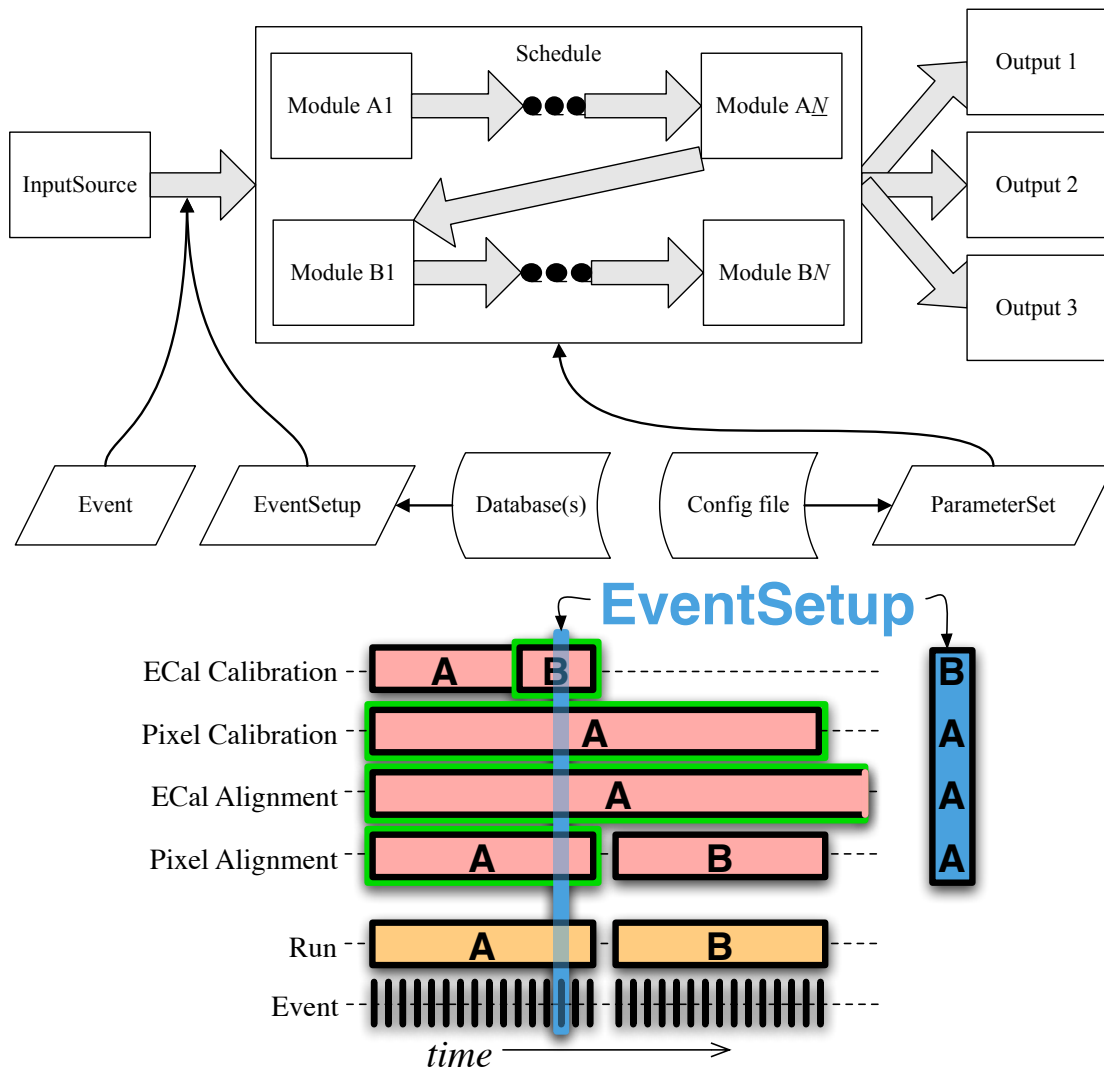 Schedule
InputSource
Module A1
Module AN
Module B1
Module BN
Output 1
Output 2
Output 3
Event
EventSetup
Database(s)
Config file
ParameterSet
EventSetup
ECal Calibration
A
B
B
Pixel Calibration
A
A
ECal Alignment
A
A
Pixel Alignment
A
B
A
Run
A
B
Event
time